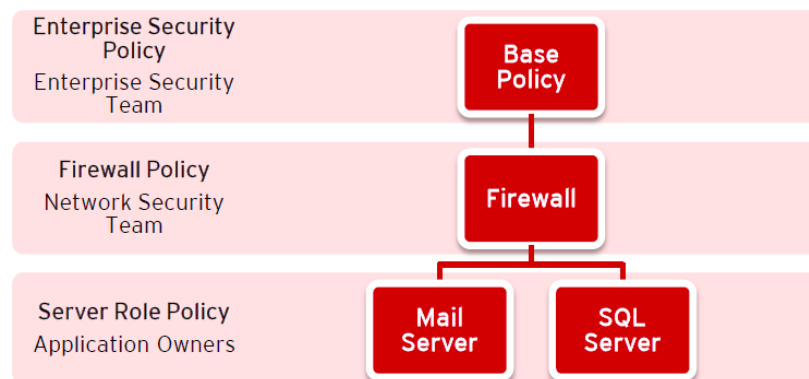 Enterprise Security
Policy
Enterprise Security
Team
Base
Policy
Firewall Policy
Network Security
Team
Firewall
Server Role Policy
Application Owners
Mail
Server
SQL
Server